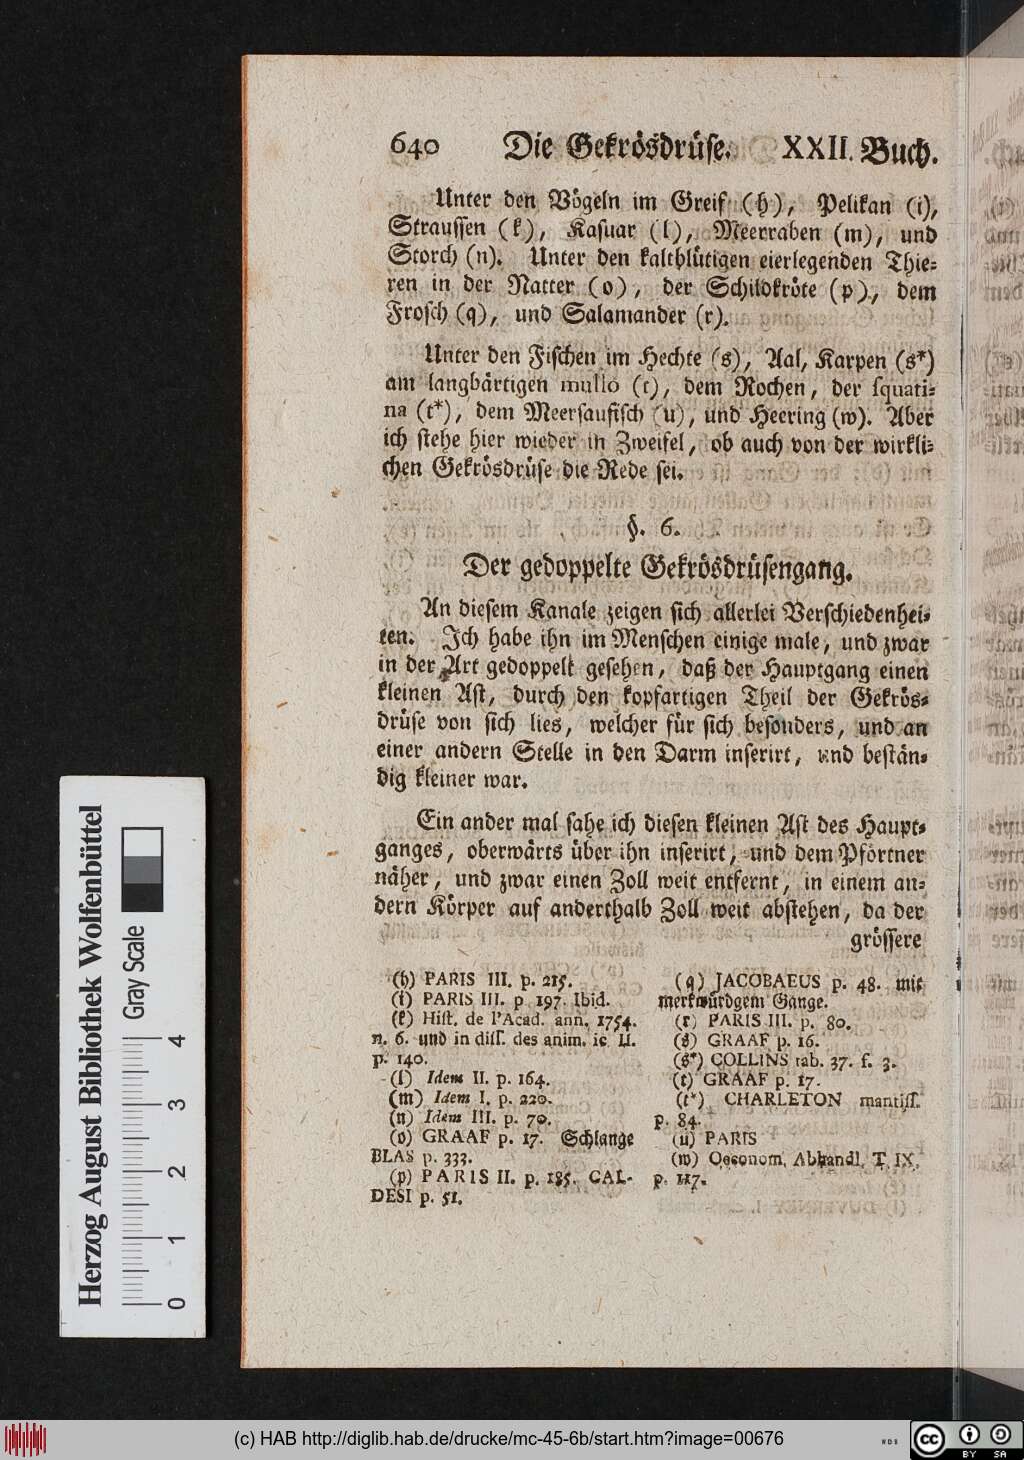 640 Die Gekrösdrüse. XXII. Buch.
Unter den Vögeln im Greif (h), Pelikan (i),
Straussen (k), Kasuar (l), Meerraben (m), und
Storch (n). Unter den kaltblütigen eierlegenden Thie-
ren in der Natter (o), der Schildkröte (p), dem
Frosch (q), und Salamander (r).
Unter den Fischen im Hechte (s), Aal, Karpen (s*)
am langbärtigen mullo (t), dem Rochen, der squati-
na (t*), dem Meersaufisch (u), und Heering (w). Aber
ich stehe hier wieder in Zweifel, ob auch von der wirkli-
chen Gekrösdrüse die Rede sei.
§. 6.
Der gedoppelte Gekrösdrüsengang.
An diesem Kanale zeigen sich allerlei Verschiedenhei-
ten. Ich habe ihn im Menschen einige male, und zwar
in der Art gedoppelt gesehen, daß der Hauptgang einen
kleinen Ast, durch den kopfartigen Theil der Gekrös-
drüse von sich lies, welcher für sich besonders, und an
einer andern Stelle in den Darm inserirt, und bestän-
dig kleiner war.
Ein ander mal sahe ich diesen kleinen Ast des Haupt-
ganges, oberwärts über ihn inserirt, und dem Pförtner
näher, und zwar einen Zoll weit entfernt, in einem an-
dern Körper auf anderthalb Zoll weit abstehen, da der
grössere
(h) PARIS III. p. 215.
(i) PARIS III. p. 197. Ibid.
(k) Hist. de l'Acad. ann. 1754.
n. 6. und in diss. des anim. ic. II.
p. 140.
(l) Idem II. p. 164.
(m) Idem I. p. 220.
(n) Idem III. p. 70.
(o) GRAAF p. 17. Schlange
BLAS p. 333.
(p) PARIS II. p. 185. CAL-
DESI p. 51.
(q) JACOBAEUS p. 48. mit
merkwürdgem Gange.
(r) PARIS III. p. 80.
(s) GRAAF p. 16.
(s*) COLLINS tab. 37. f. 3.
(t) GRAAF p. 17.
(t*) CHARLETON mantiss.
p. 84.
(u) PARIS
(w) Oeconom. Abhandl. T. IX.
p. 117.
Herzog August Bibliothek Wolfenbüttel
Gray Scale
0 1 2 3 4
(c) HAB http://diglib.hab.de/drucke/mc-45-6b/start.htm?image=00676
WDB
cc BY SA